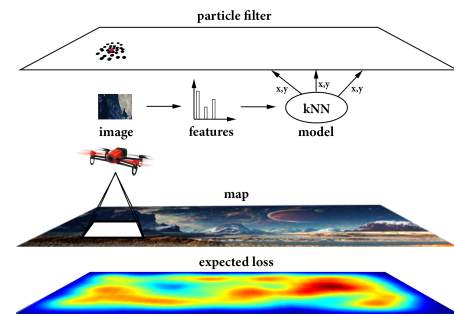 particle filter
x,y
x,y
x,y
kNN
image
features
model
map
expected loss